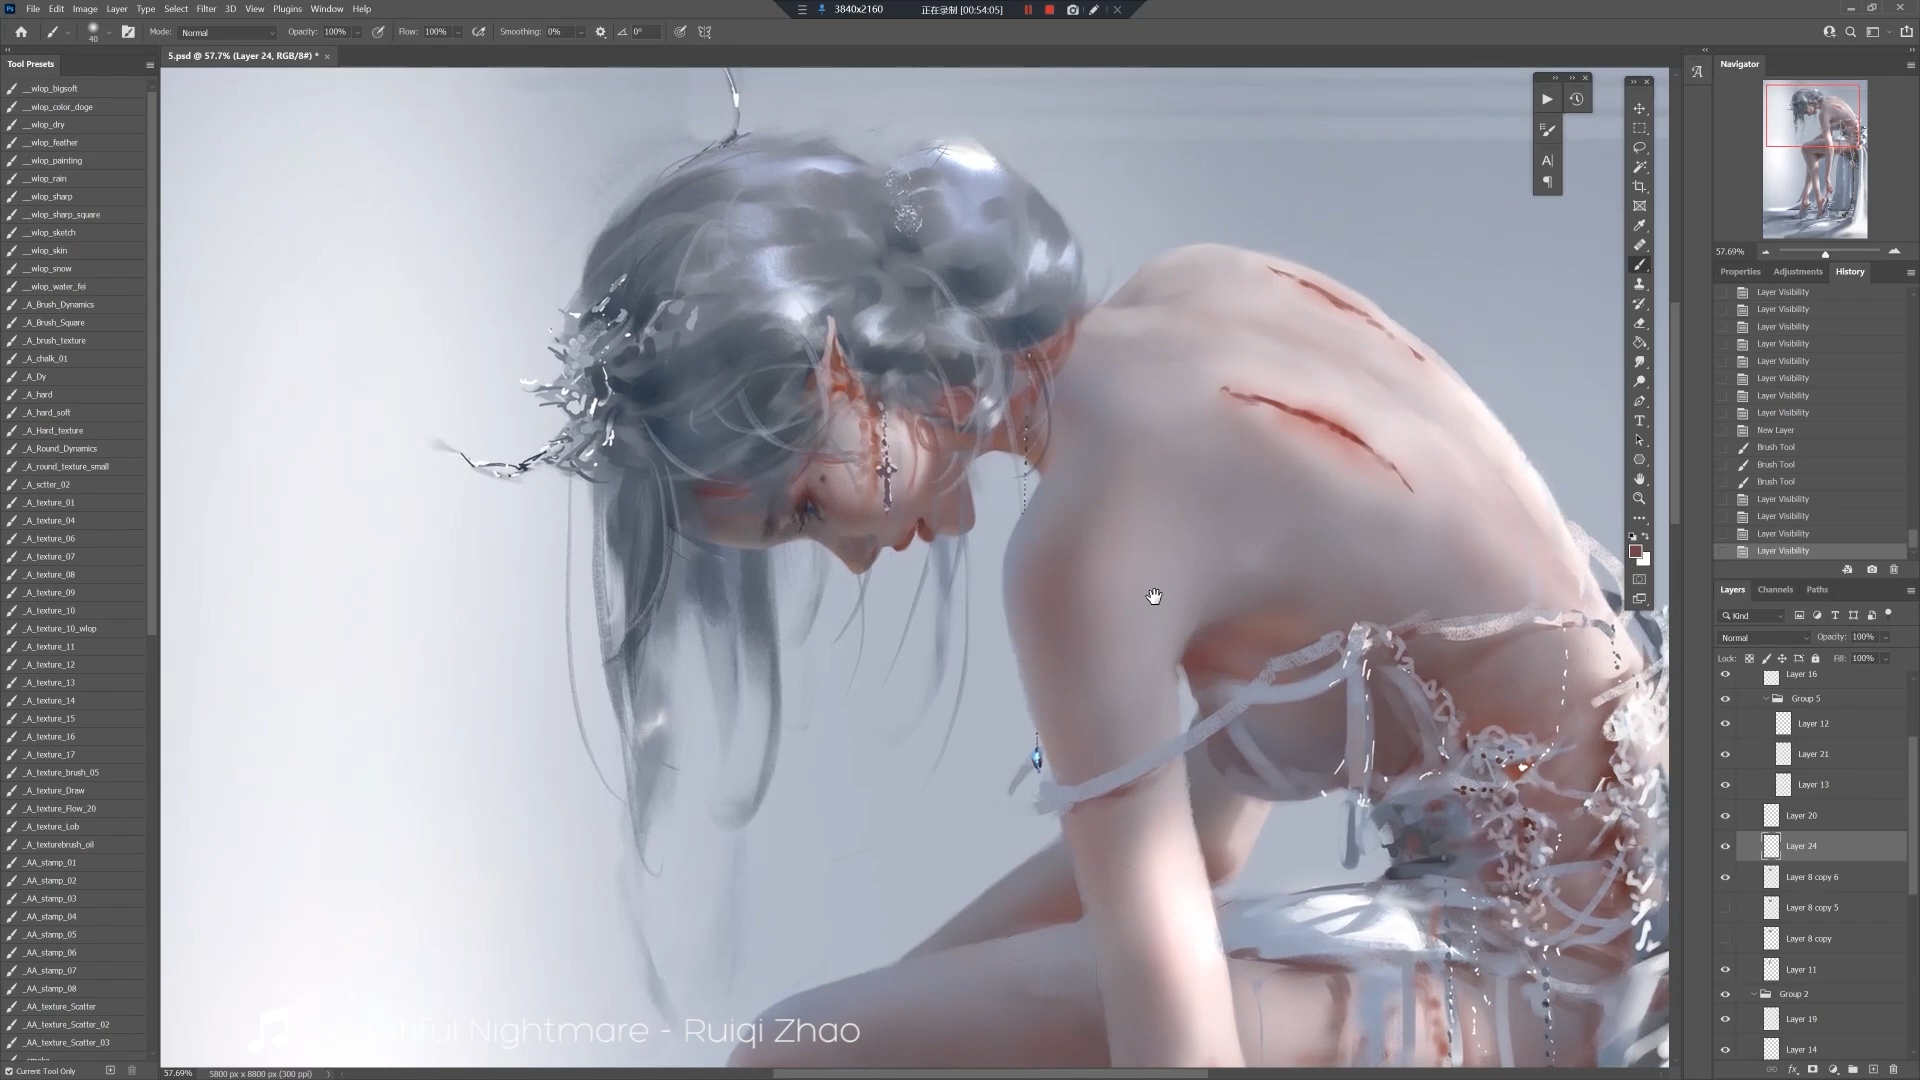 File Edit Image Layer Type Select Filter 3D View Plugins Window Help
3840x2160 正在录制 [00:54:05]
40 Mode: Normal Opacity: 100% Flow: 100% Smoothing: 0% 0°
5.psd @ 57.7% (Layer 24, RGB/8#) *
Tool Presets
__wlop_bigsoft
__wlop_color_doge
__wlop_dry
__wlop_feather
__wlop_painting
__wlop_rain
__wlop_sharp
__wlop_sharp_square
__wlop_sketch
__wlop_skin
__wlop_snow
__wlop_water_fei
_A_Brush_Dynamics
_A_Brush_Square
_A_brush_texture
_A_chalk_01
_A_Dy
_A_hard
_A_hard_soft
_A_Hard_texture
_A_Round_Dynamics
_A_round_texture_small
_A_sctter_02
_A_texture_01
_A_texture_04
_A_texture_06
_A_texture_07
_A_texture_08
_A_texture_09
_A_texture_10
_A_texture_10_wlop
_A_texture_11
_A_texture_12
_A_texture_13
_A_texture_14
_A_texture_15
_A_texture_16
_A_texture_17
_A_texture_brush_05
_A_texture_Draw
_A_texture_Flow_20
_A_texture_Lob
_A_texturebrush_oil
_AA_stamp_01
_AA_stamp_02
_AA_stamp_03
_AA_stamp_04
_AA_stamp_05
_AA_stamp_06
_AA_stamp_07
_AA_stamp_08
_AA_texture_Scatter
_AA_texture_Scatter_02
_AA_texture_Scatter_03
Current Tool Only
Nightmare - Ruiqi Zhao
57.69% 5800 px x 8800 px (300 ppi)
Navigator
57.69%
Properties Adjustments History
Layer Visibility
Layer Visibility
Layer Visibility
Layer Visibility
Layer Visibility
Layer Visibility
Layer Visibility
Layer Visibility
New Layer
Brush Tool
Brush Tool
Brush Tool
Layer Visibility
Layer Visibility
Layer Visibility
Layer Visibility
Layers Channels Paths
Kind
Normal Opacity: 100%
Lock: Fill: 100%
Layer 16
Group 5
Layer 12
Layer 21
Layer 13
Layer 20
Layer 24
Layer 8 copy 6
Layer 8 copy 5
Layer 8 copy
Layer 11
Group 2
Layer 19
Layer 14